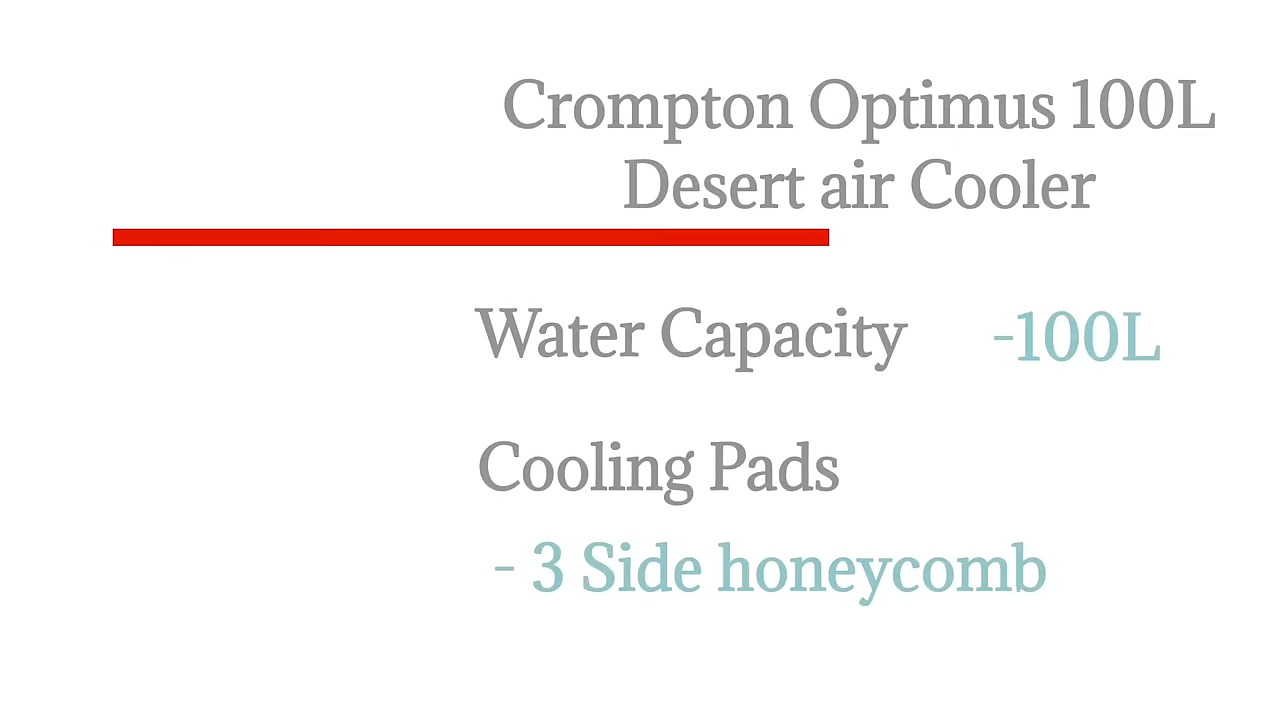 Crompton Optimus 100L
Desert air Cooler
Water Capacity -100L
Cooling Pads
- 3 Side honeycomb